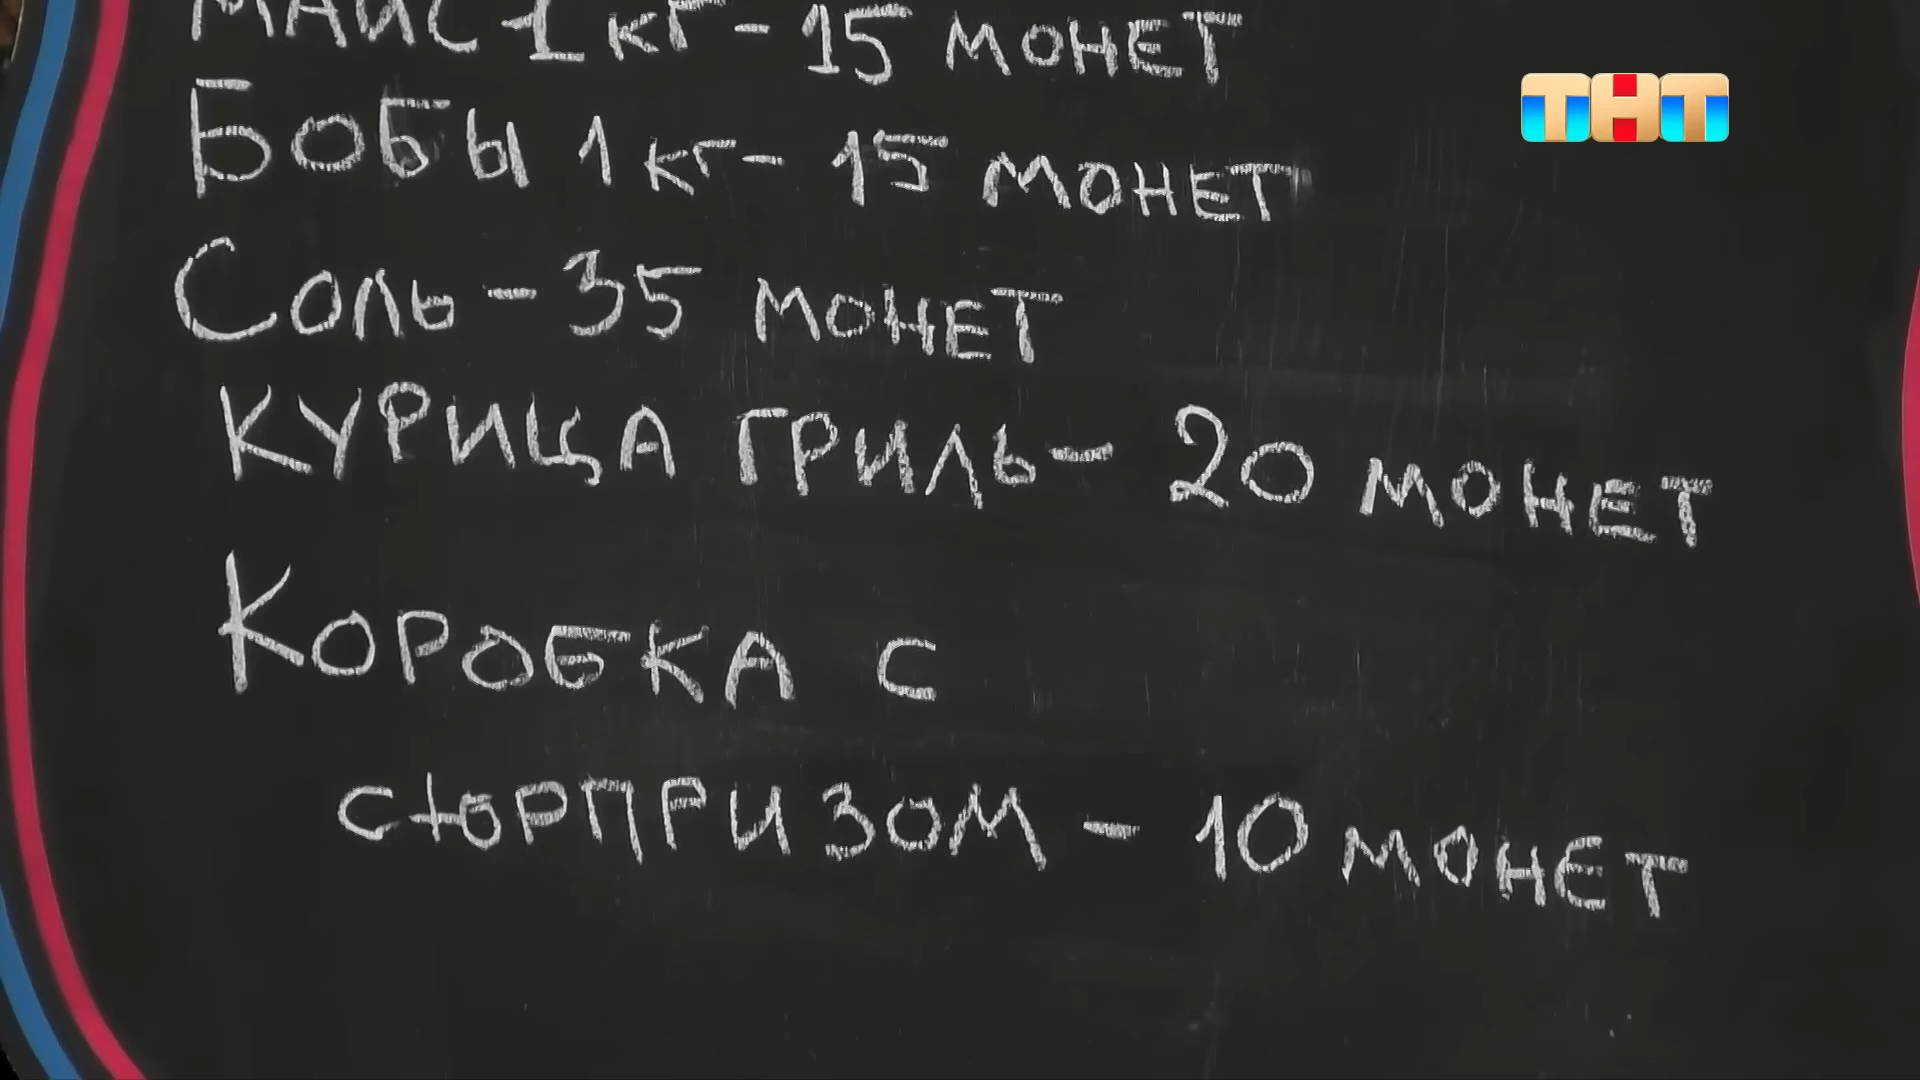 МАИС 1 кг - 15 монет
ТНТ
Бобы 1 кг - 15 монет
Соль - 35 монет
Курица гриль - 20 монет
Коробка с
сюрпризом - 10 монет